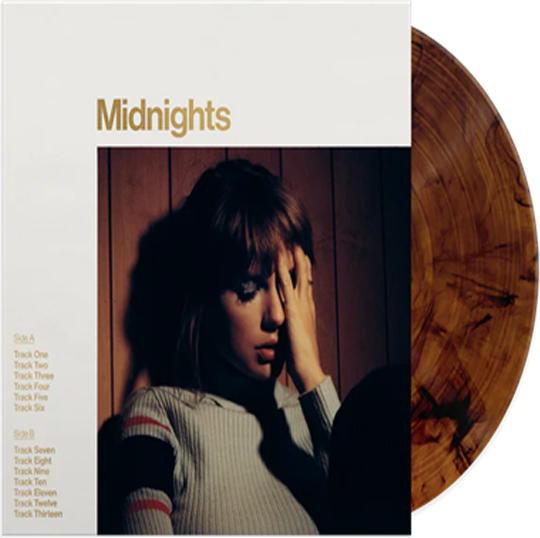 Midnights
Side A
Track One
Track Two
Track Three
Track Four
Track Five
Track Six
Side B
Track Seven
Track Eight
Track Nine
Track Ten
Track Eleven
Track Twelve
Track Thirteen